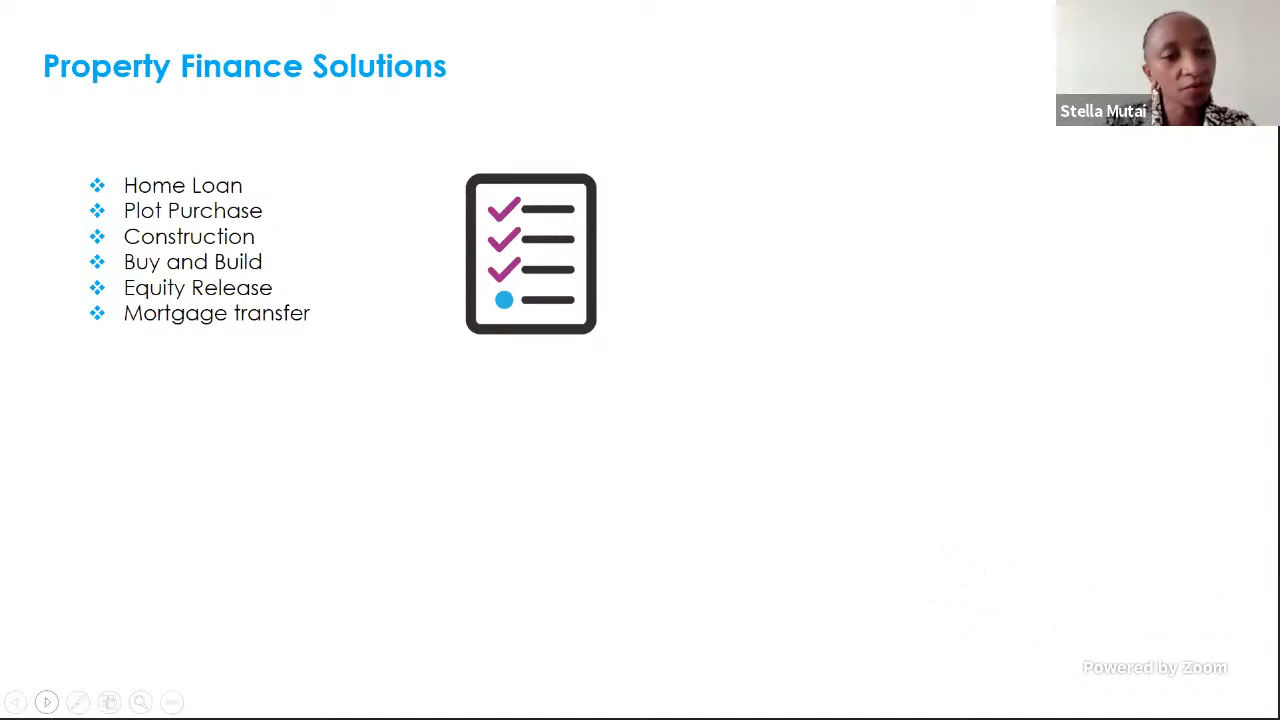 Property Finance Solutions
Stella Mutai
Home Loan
Plot Purchase
Construction
Buy and Build
Equity Release
Mortgage transfer
Powered by Zoom